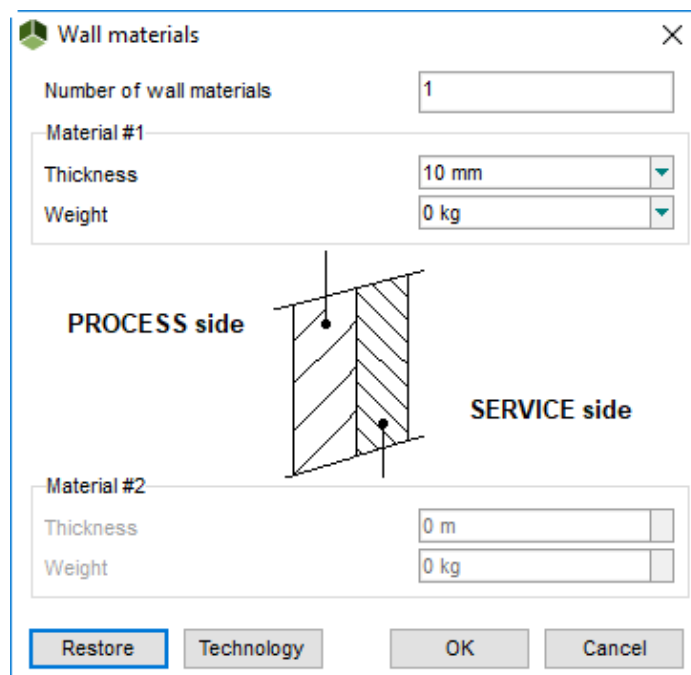 Wall materials
Number of wall materials 1
Material #1
Thickness 10 mm
Weight 0 kg
PROCESS side
SERVICE side
Material #2
Thickness 0 m
Weight 0 kg
Restore Technology OK Cancel